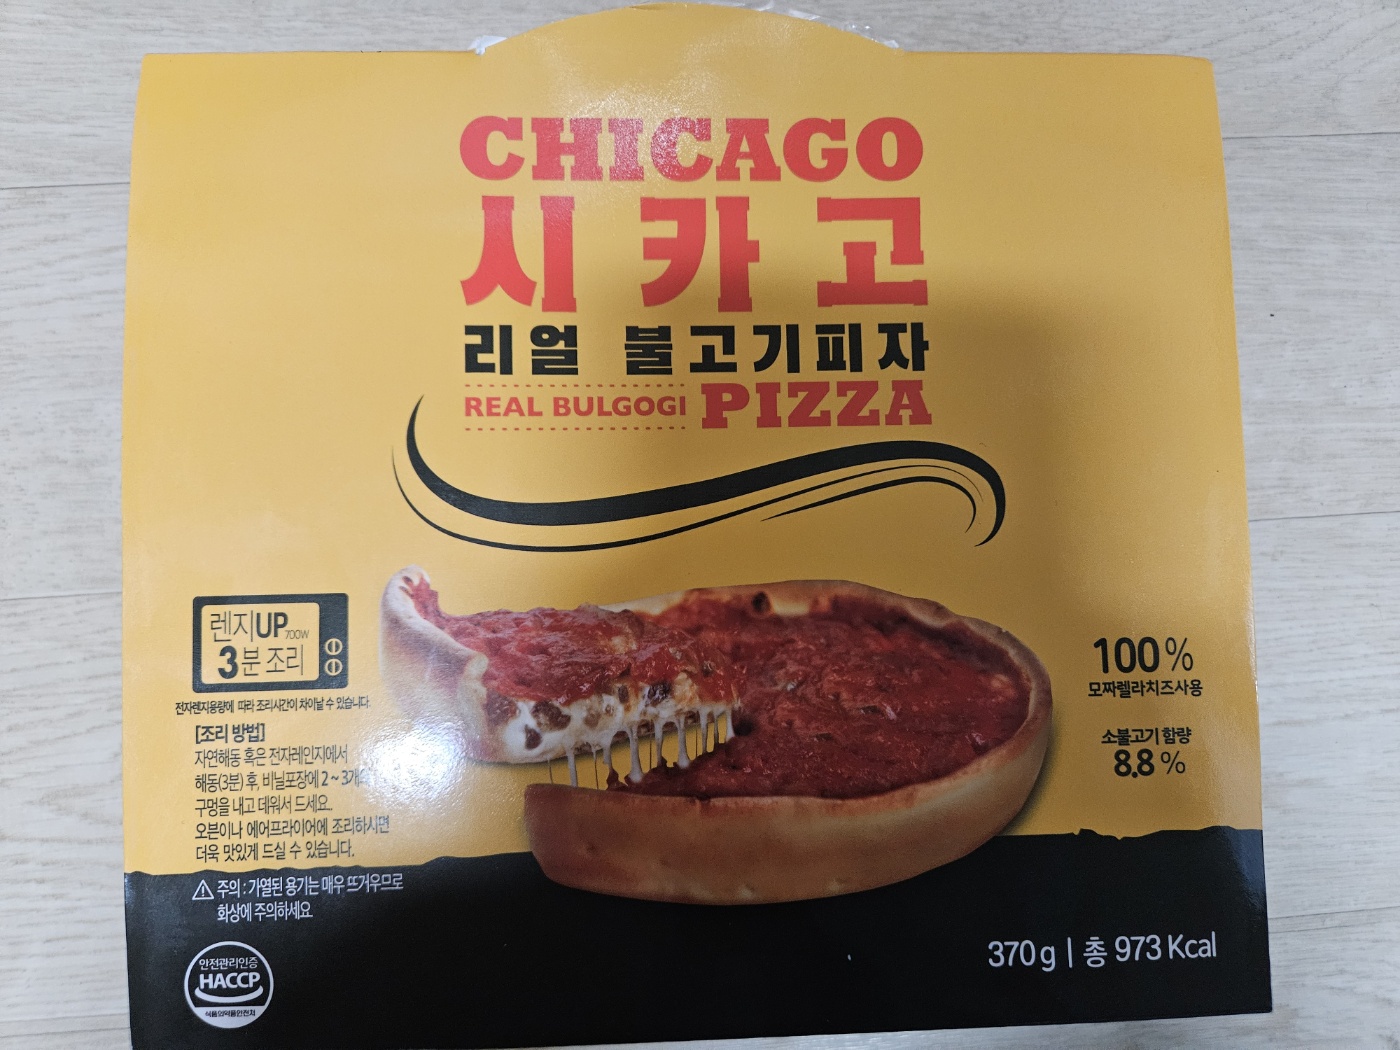 CHICAGO
시카고
리얼 불고기피자
REAL BULGOGI PIZZA
렌지UP 700W
3분 조리
전자렌지용량에 따라 조리시간이 차이날 수 있습니다.
[조리 방법]
자연해동 혹은 전자레인지에서
해동(3분) 후, 비닐포장에 2~3개
구멍을 내고 데워서 드세요.
오븐이나 에어프라이어에 조리하시면
더욱 맛있게 드실 수 있습니다.
주의 : 가열된 용기는 매우 뜨거우므로
화상에 주의하세요.
안전관리인증
HACCP
식품의약품안전처
100%
모짜렐라치즈사용
소불고기 함량
8.8%
370g | 총 973 Kcal